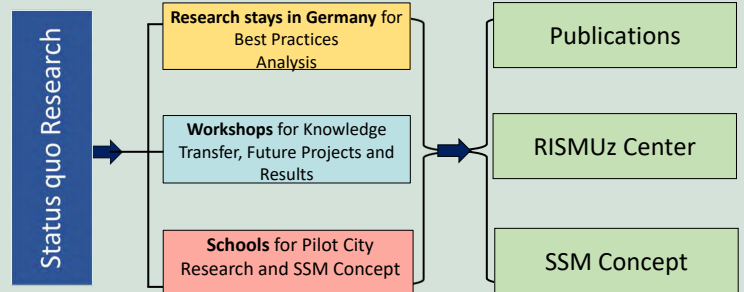 Status quo Research
Research stays in Germany for
Best Practices
Analysis
Workshops for Knowledge
Transfer, Future Projects and
Results
Schools for Pilot City
Research and SSM Concept
Publications
RISMUz Center
SSM Concept